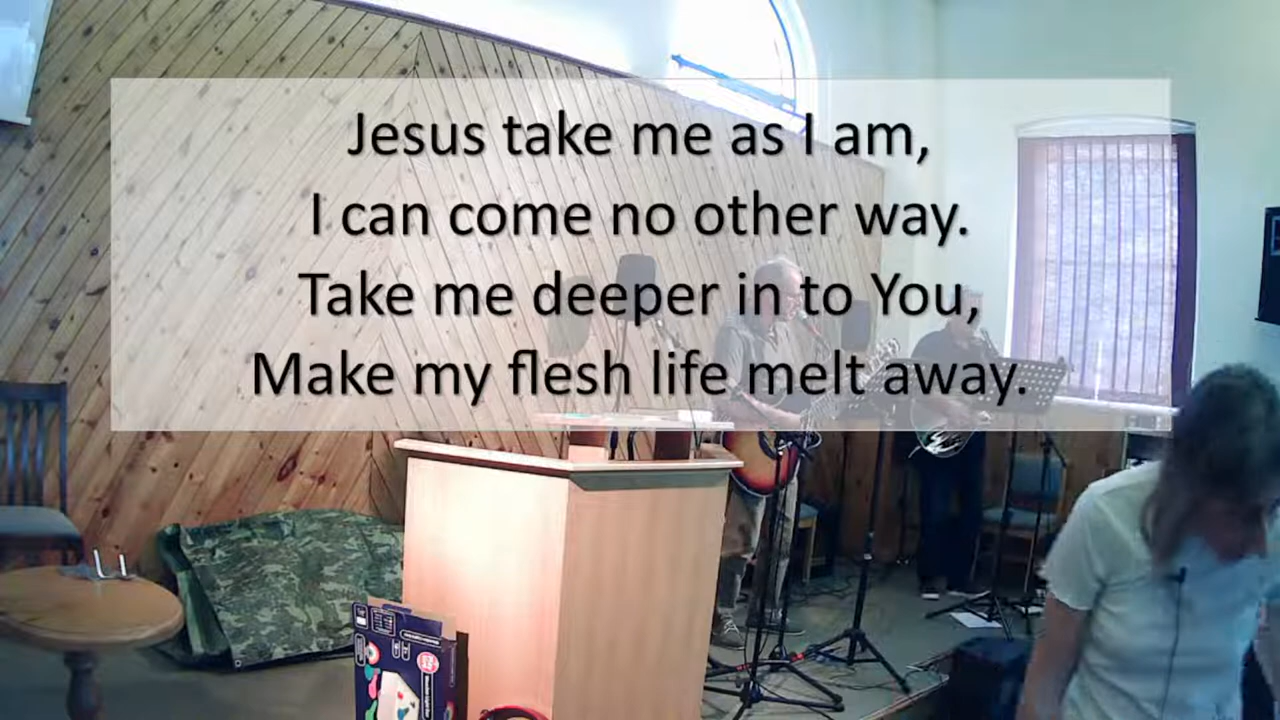 Jesus take me as I am,
I can come no other way.
Take me deeper in to You,
Make my flesh life melt away.